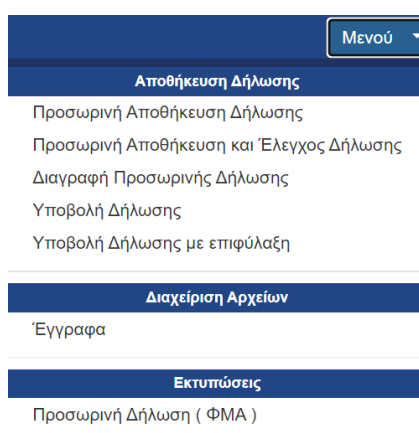 Μενού
Αποθήκευση Δήλωσης
Προσωρινή Αποθήκευση Δήλωσης
Προσωρινή Αποθήκευση και Έλεγχος Δήλωσης
Διαγραφή Προσωρινής Δήλωσης
Υποβολή Δήλωσης
Υποβολή Δήλωσης με επιφύλαξη
Διαχείριση Αρχείων
Έγγραφα
Εκτυπώσεις
Προσωρινή Δήλωση ( ΦΜΑ )